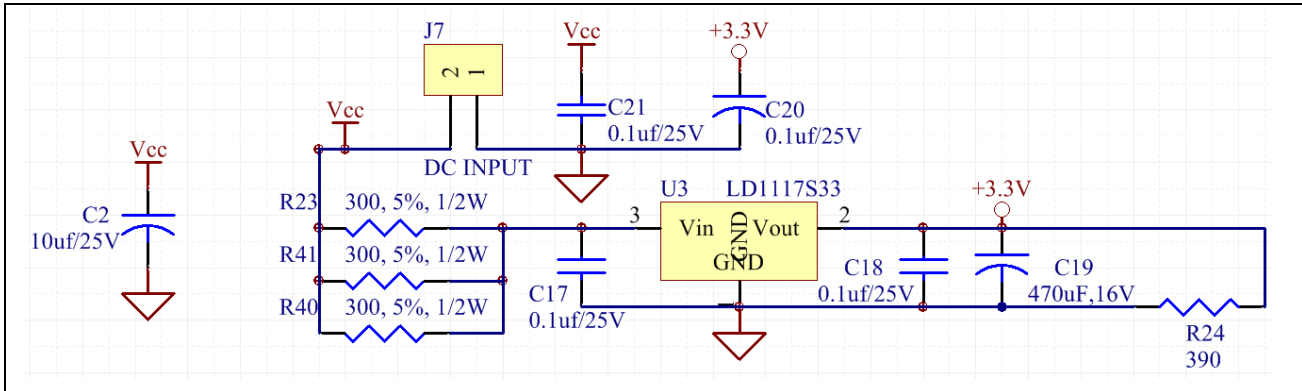 J7
2 1
DC INPUT
Vcc
Vcc
C21
0.1uf/25V
+3.3V
C20
0.1uf/25V
Vcc
C2
10uf/25V
R23 300, 5%, 1/2W
R41 300, 5%, 1/2W
R40 300, 5%, 1/2W
C17
0.1uf/25V
U3 LD1117S33
3 Vin GND Vout 2
GND
1
C18
0.1uf/25V
+3.3V
C19
470uF,16V
R24
390